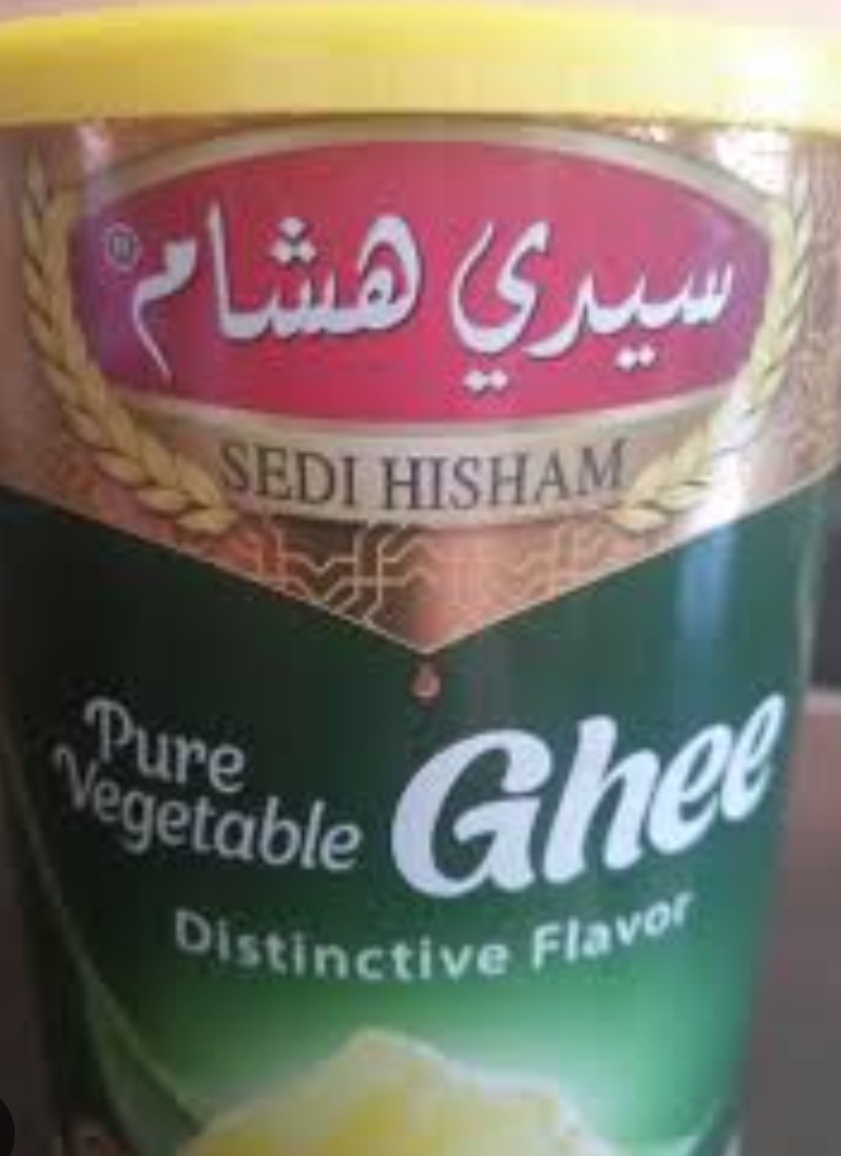 سيدي هشام
®
SEDI HISHAM
Pure
Vegetable
Ghee
Distinctive Flavor